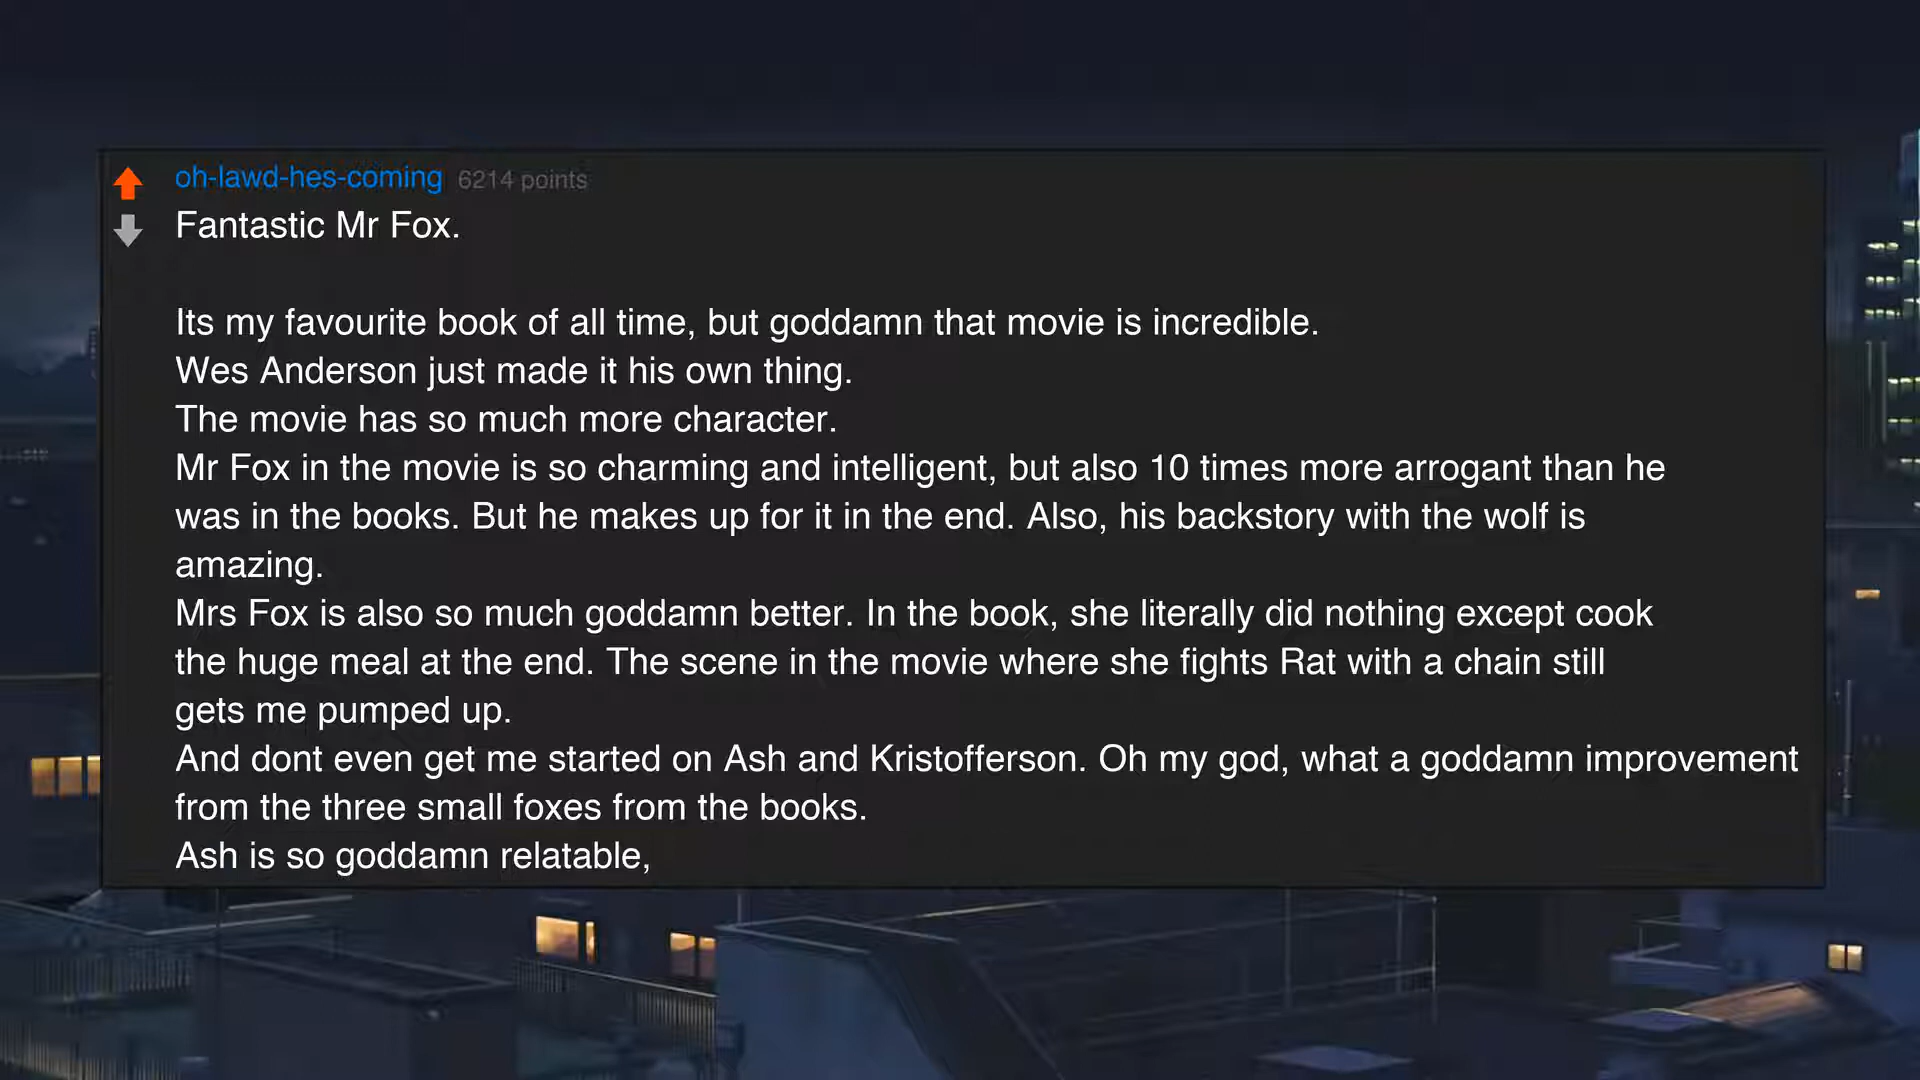 oh-lawd-hes-coming 6214 points
Fantastic Mr Fox.
Its my favourite book of all time, but goddamn that movie is incredible.
Wes Anderson just made it his own thing.
The movie has so much more character.
Mr Fox in the movie is so charming and intelligent, but also 10 times more arrogant than he
was in the books. But he makes up for it in the end. Also, his backstory with the wolf is
amazing.
Mrs Fox is also so much goddamn better. In the book, she literally did nothing except cook
the huge meal at the end. The scene in the movie where she fights Rat with a chain still
gets me pumped up.
And dont even get me started on Ash and Kristofferson. Oh my god, what a goddamn improvement
from the three small foxes from the books.
Ash is so goddamn relatable,